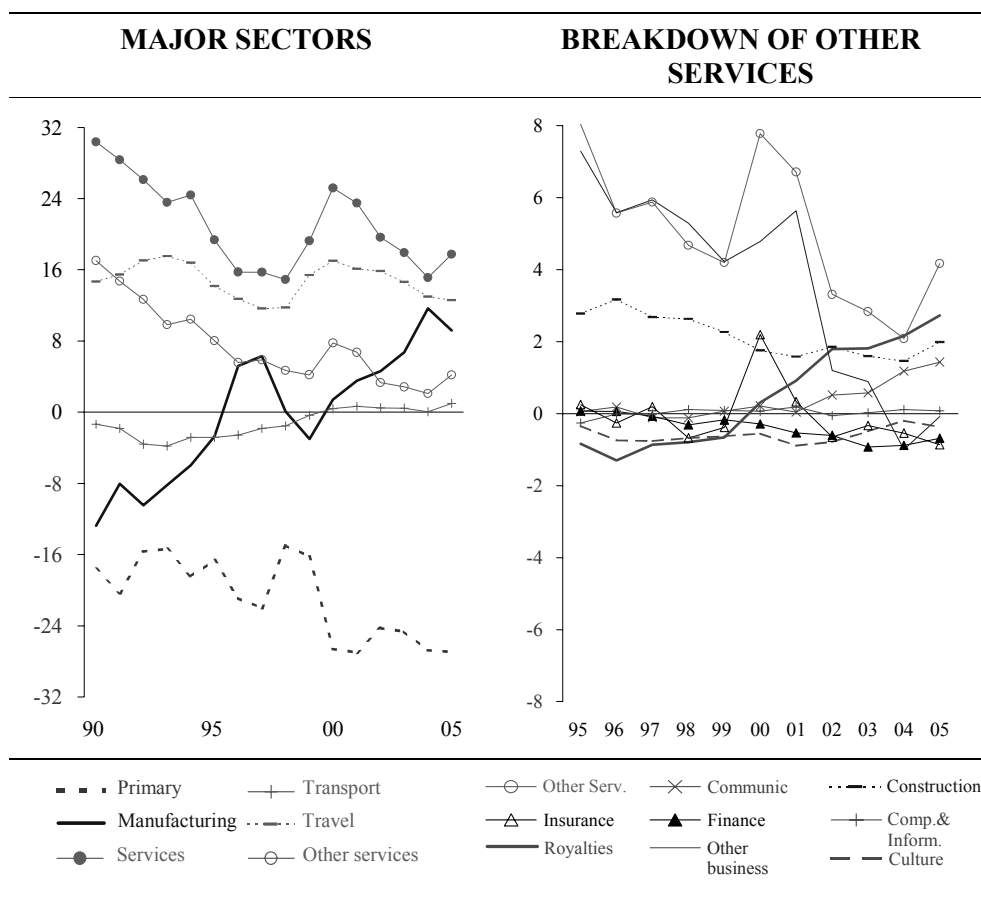 MAJOR SECTORS
BREAKDOWN OF OTHER
SERVICES
32
24
16
8
0
-8
-16
-24
-32
90
95
00
05
8
6
4
2
0
-2
-4
-6
-8
95
96
97
98
99
00
01
02
03
04
05
Primary
Transport
Manufacturing
Travel
Services
Other services
Other Serv.
Communic
Construction
Insurance
Finance
Comp.&
Inform.
Royalties
Other
business
Culture